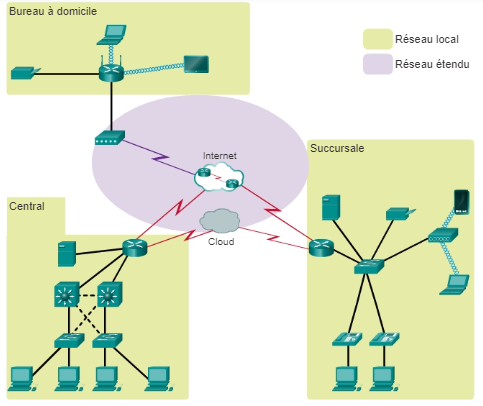 Bureau à domicile
Réseau local
Réseau étendu
Internet
Succursale
Central
Cloud